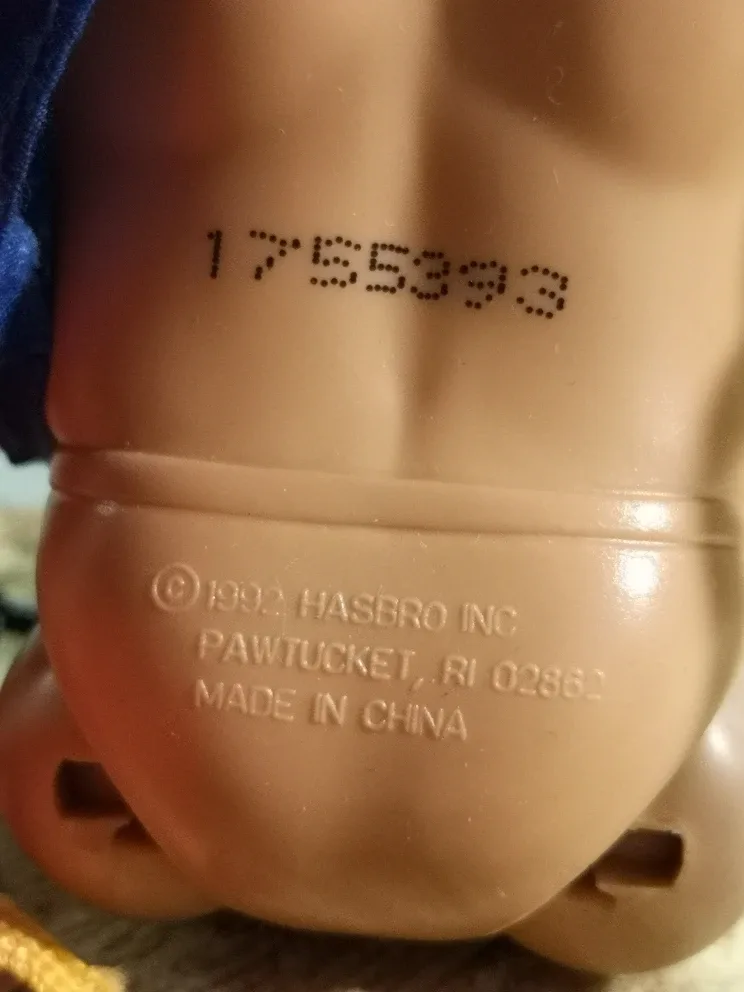 1755393
©1992 HASBRO INC
PAWTUCKET, RI 02862
MADE IN CHINA